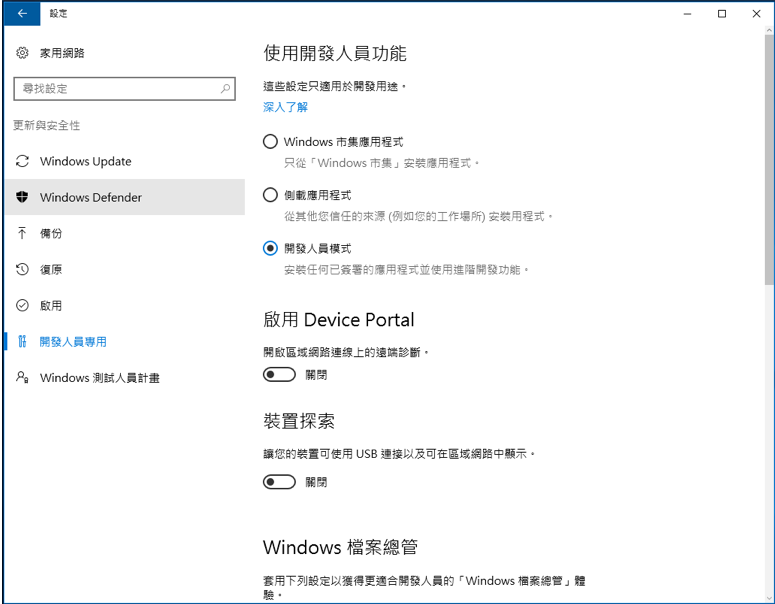 設定
家用網路
尋找設定
更新與安全性
Windows Update
Windows Defender
備份
復原
啟用
開發人員專用
Windows 測試人員計畫
使用開發人員功能
這些設定只適用於開發用途。
深入了解
Windows 市集應用程式
只從「Windows 市集」安裝應用程式。
側載應用程式
從其他您信任的來源 (例如您的工作場所) 安裝用程式。
開發人員模式
安裝任何已簽署的應用程式並使用進階開發功能。
啟用 Device Portal
開啟區域網路連線上的遠端診斷。
關閉
裝置探索
讓您的裝置可使用 USB 連接以及可在區域網路中顯示。
關閉
Windows 檔案總管
套用下列設定以獲得更適合開發人員的「Windows 檔案總管」體
驗。